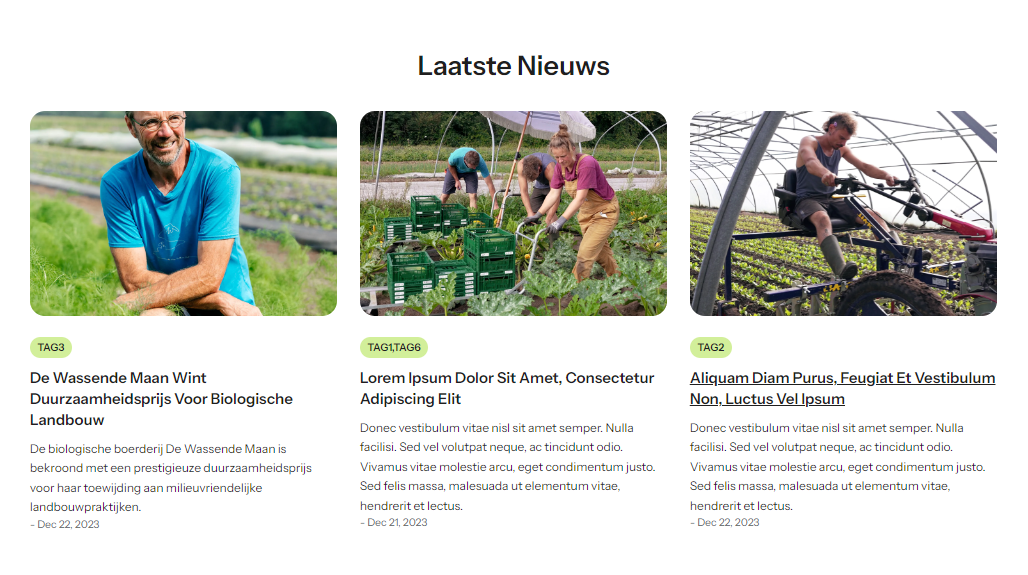 Laatste Nieuws
TAG3
De Wassende Maan Wint
Duurzaamheidsprijs Voor Biologische
Landbouw
De biologische boerderij De Wassende Maan is
bekroond met een prestigieuze duurzaamheidsprijs
voor haar toewijding aan milieuvriendelijke
landbouwpraktijken.
- Dec 22, 2023
TAG1,TAG6
Lorem Ipsum Dolor Sit Amet, Consectetur
Adipiscing Elit
Donec vestibulum vitae nisl sit amet semper. Nulla
facilisi. Sed vel volutpat neque, ac tincidunt odio.
Vivamus vitae molestie arcu, eget condimentum justo.
Sed felis massa, malesuada ut elementum vitae,
hendrerit et lectus.
- Dec 21, 2023
TAG2
Aliquam Diam Purus, Feugiat Et Vestibulum
Non, Luctus Vel Ipsum
Donec vestibulum vitae nisl sit amet semper. Nulla
facilisi. Sed vel volutpat neque, ac tincidunt odio.
Vivamus vitae molestie arcu, eget condimentum justo.
Sed felis massa, malesuada ut elementum vitae,
hendrerit et lectus.
- Dec 22, 2023